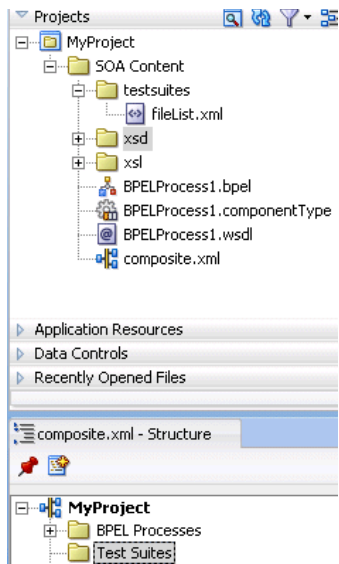 Projects
MyProject
SOA Content
testsuites
fileList.xml
xsd
xsl
BPELProcess1.bpel
BPELProcess1.componentType
BPELProcess1.wsdl
composite.xml
Application Resources
Data Controls
Recently Opened Files
composite.xml - Structure
MyProject
BPEL Processes
Test Suites